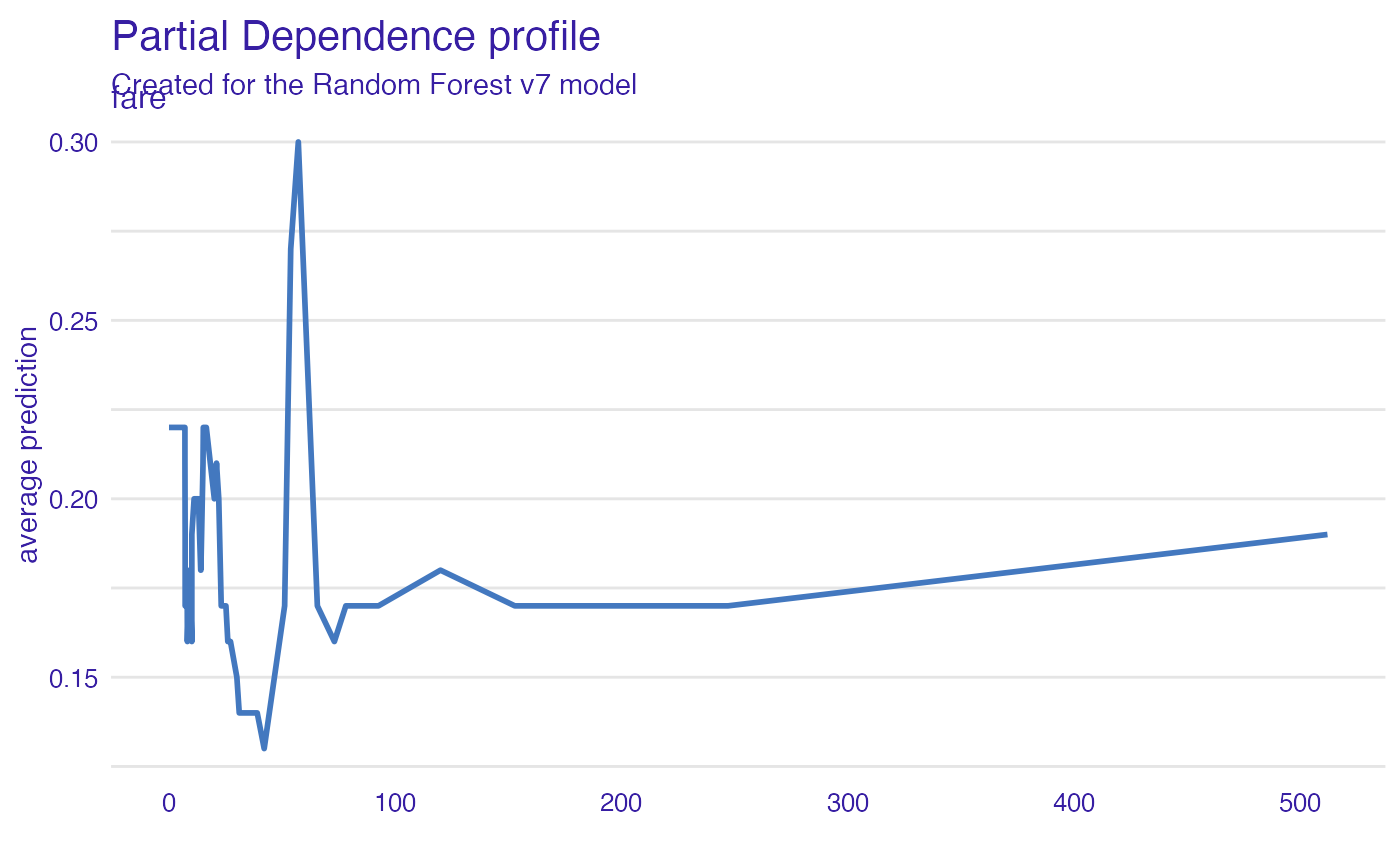 Partial Dependence profile
Created for the Random Forest v7 model
fare
0.30
0.25
0.20
0.15
average prediction
0 100 200 300 400 500